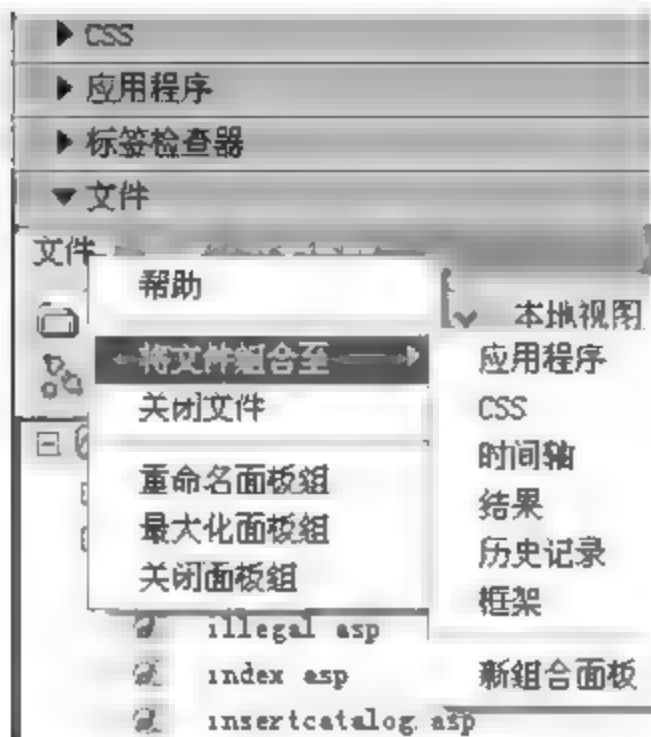 CSS
应用程序
标签检查器
文件
文件
帮助
本地视图
将文件组合至
应用程序
关闭文件
CSS
时间轴
重命名面板组
结果
最大化面板组
历史记录
关闭面板组
框架
illegal asp
index asp
新组合面板
insertcatalog.asp